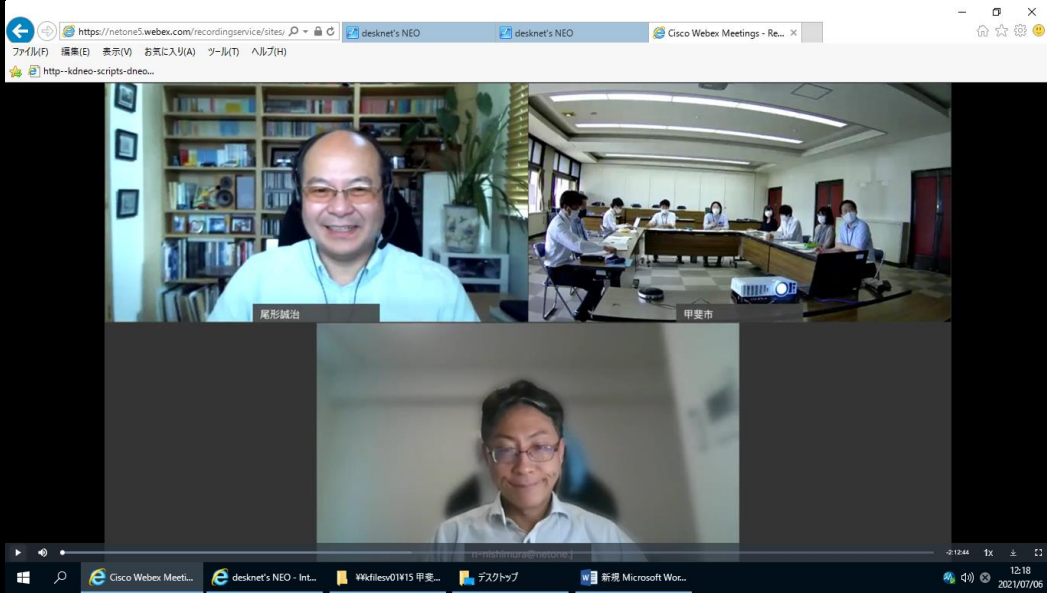 https://netone5.webex.com/recordingservice/sites/
desknet's NEO
desknet's NEO
Cisco Webex Meetings - Re...
ファイル(F) 編集(E) 表示(V) お気に入り(A) ツール(T) ヘルプ(H)
http--kdneo-scripts-dneo...
尾形誠治
甲斐市
n-nishimura@netone.j
-2:12:44 1x
Cisco Webex Meeti...
desknet's NEO - Int...
¥¥kfilesv01¥15 甲斐...
デスクトップ
新規 Microsoft Wor...
12:18
2021/07/06